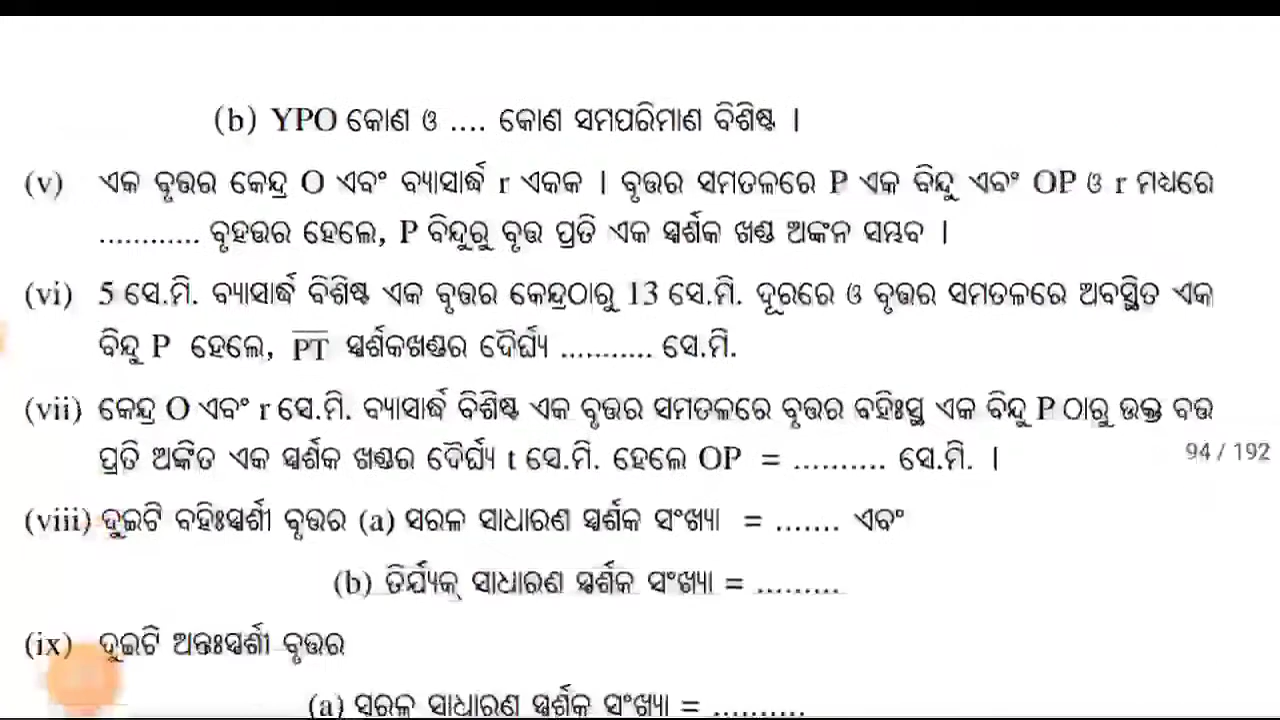 (b) YPO କୋଣ ଓ .... କୋଣ ସମପରିମାଣ ବିଶିଷ୍ଟ ।
(v) ଏକ ବୃତ୍ତର କେନ୍ଦ୍ର O ଏବଂ ବ୍ୟାସାର୍ଦ୍ଧ r ଏକକ । ବୃତ୍ତର ସମତଳରେ P ଏକ ବିନ୍ଦୁ ଏବଂ OP ଓ r ମଧ୍ୟରେ
............ ବୃହତ୍ତର ହେଲେ, P ବିନ୍ଦୁରୁ ବୃତ୍ତ ପ୍ରତି ଏକ ସ୍ପର୍ଶକ ଖଣ୍ଡ ଅଙ୍କନ ସମ୍ଭବ ।
(vi) 5 ସେ.ମି. ବ୍ୟାସାର୍ଦ୍ଧ ବିଶିଷ୍ଟ ଏକ ବୃତ୍ତର କେନ୍ଦ୍ରଠାରୁ 13 ସେ.ମି. ଦୂରରେ ଓ ବୃତ୍ତର ସମତଳରେ ଅବସ୍ଥିତ ଏକ
ବିନ୍ଦୁ P ହେଲେ, P̅T̅ ସ୍ପର୍ଶକଖଣ୍ଡର ଦୈର୍ଘ୍ୟ ........... ସେ.ମି.
(vii) କେନ୍ଦ୍ର O ଏବଂ r ସେ.ମି. ବ୍ୟାସାର୍ଦ୍ଧ ବିଶିଷ୍ଟ ଏକ ବୃତ୍ତର ସମତଳରେ ବୃତ୍ତର ବହିଃସ୍ଥ ଏକ ବିନ୍ଦୁ P ଠାରୁ ଉକ୍ତ ବୃତ୍ତ
ପ୍ରତି ଅଙ୍କିତ ଏକ ସ୍ପର୍ଶକ ଖଣ୍ଡର ଦୈର୍ଘ୍ୟ t ସେ.ମି. ହେଲେ OP = .......... ସେ.ମି. ।
94 / 192
(viii) ଦୁଇଟି ବହିଃସ୍ପର୍ଶୀ ବୃତ୍ତର (a) ସରଳ ସାଧାରଣ ସ୍ପର୍ଶକ ସଂଖ୍ୟା = ....... ଏବଂ
(b) ତିର୍ଯ୍ୟକ୍ ସାଧାରଣ ସ୍ପର୍ଶକ ସଂଖ୍ୟା = .........
(ix) ଦୁଇଟି ଅନ୍ତଃସ୍ପର୍ଶୀ ବୃତ୍ତର
(a) ସରଳ ସାଧାରଣ ସ୍ପର୍ଶକ ସଂଖ୍ୟା = ..........